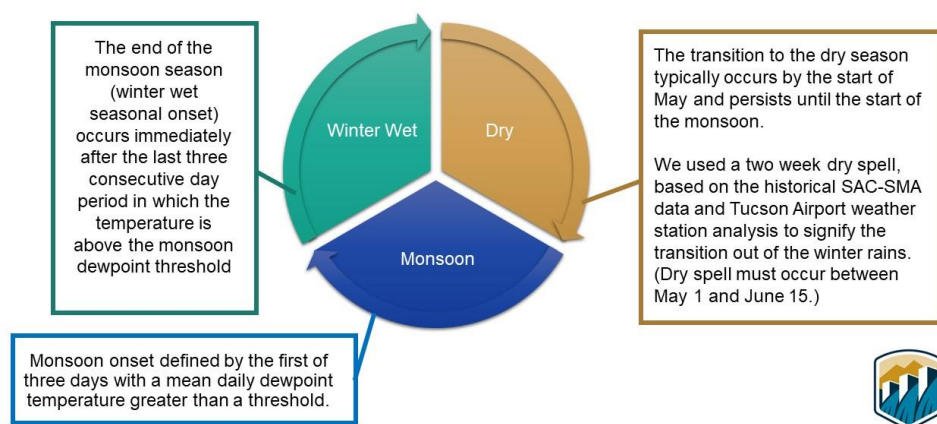 The end of the
monsoon season
(winter wet
seasonal onset)
occurs immediately
after the last three
consecutive day
period in which the
temperature is
above the monsoon
dewpoint threshold
Winter Wet
Dry
Monsoon
The transition to the dry season
typically occurs by the start of
May and persists until the start of
the monsoon.
We used a two week dry spell,
based on the historical SAC-SMA
data and Tucson Airport weather
station analysis to signify the
transition out of the winter rains.
(Dry spell must occur between
May 1 and June 15.)
Monsoon onset defined by the first of
three days with a mean daily dewpoint
temperature greater than a threshold.